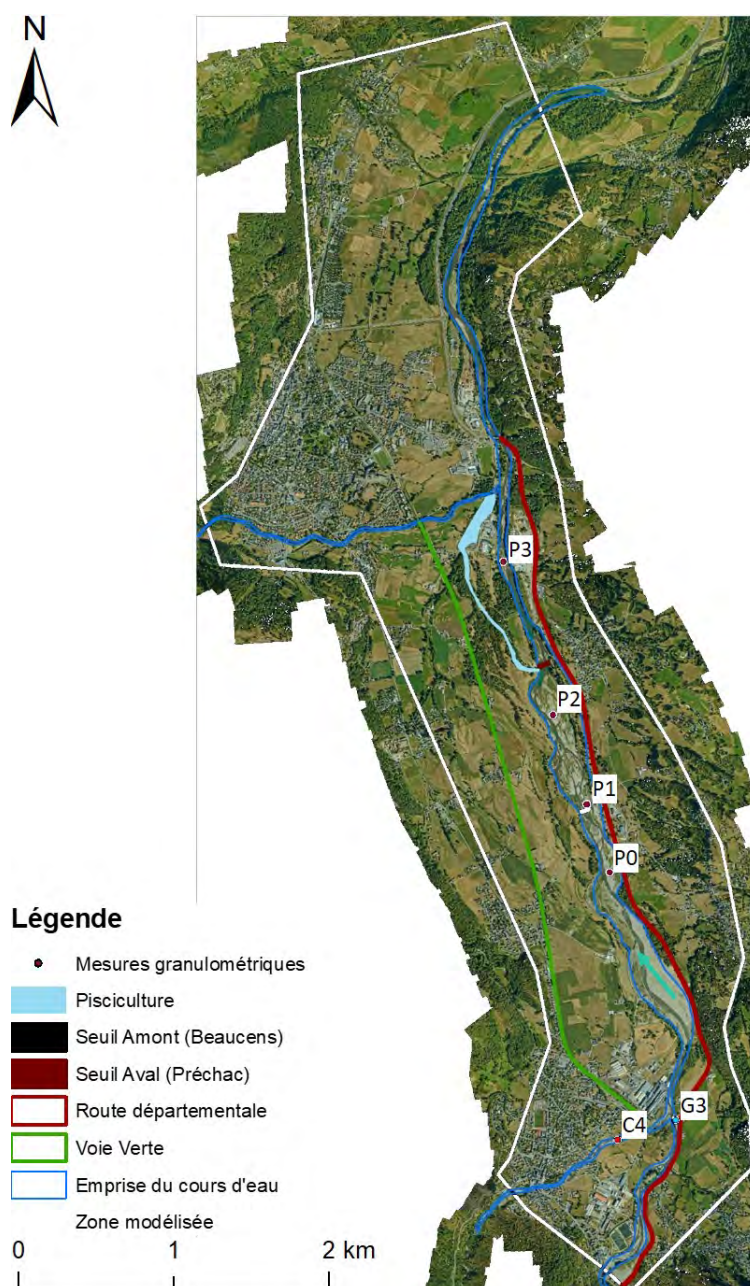 N
P3
P2
P1
P0
G3
C4
Légende
Mesures granulométriques
Pisciculture
Seuil Amont (Beaucens)
Seuil Aval (Préchac)
Route départementale
Voie Verte
Emprise du cours d'eau
Zone modélisée
0 1 2 km